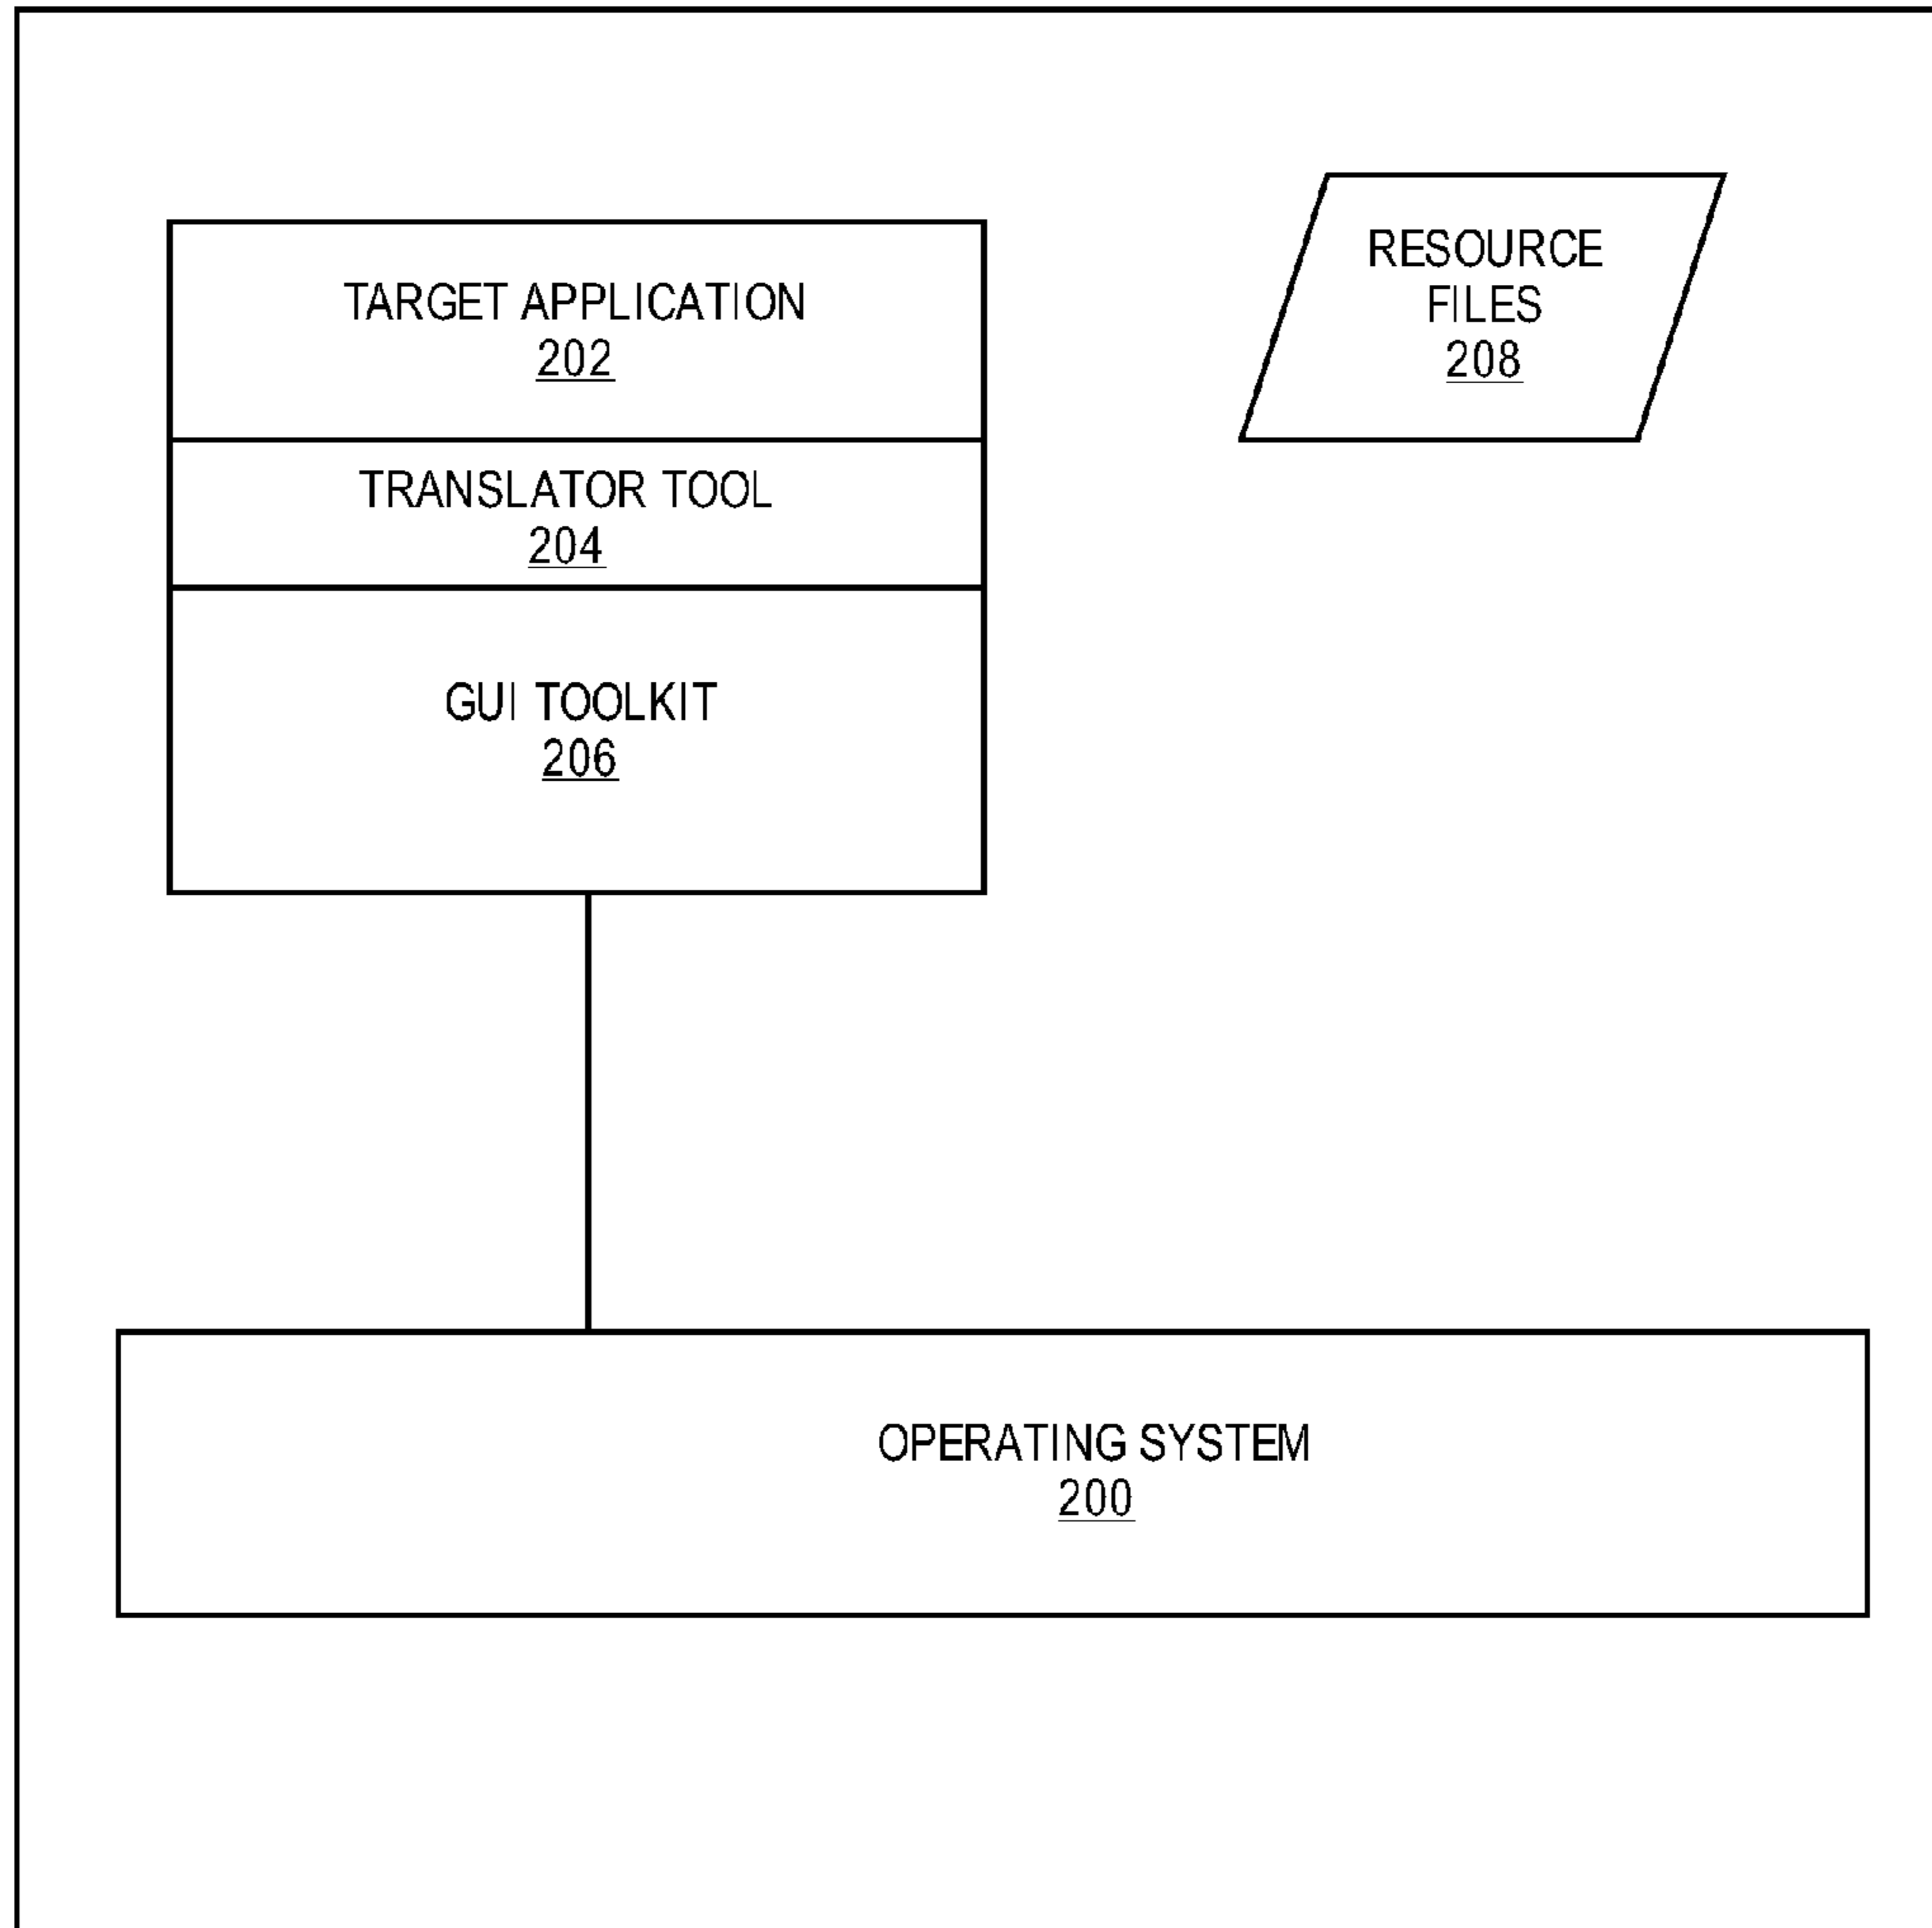 TARGET APPLICATION
202
RESOURCE
FILES
208
TRANSLATOR TOOL
204
GUI TOOLKIT
206
OPERATING SYSTEM
200